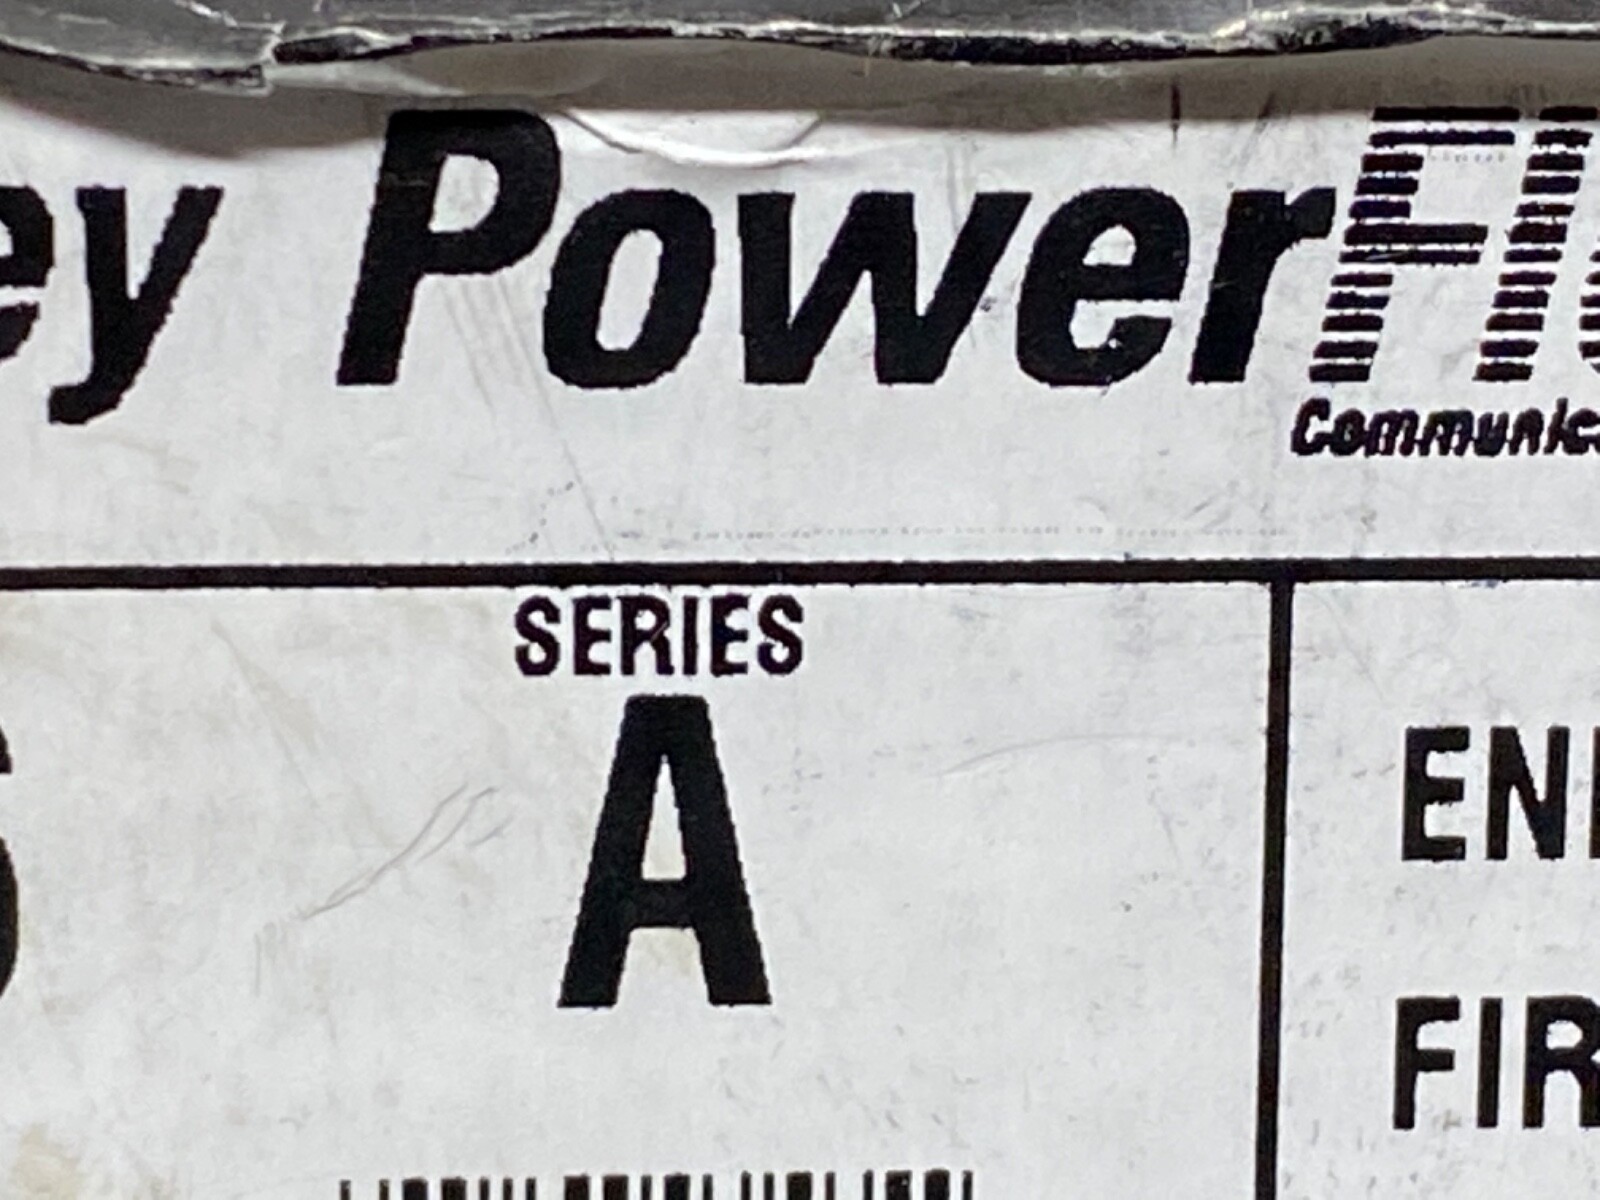 ey PowerFl
Communic
SERIES
A
EN
FIR